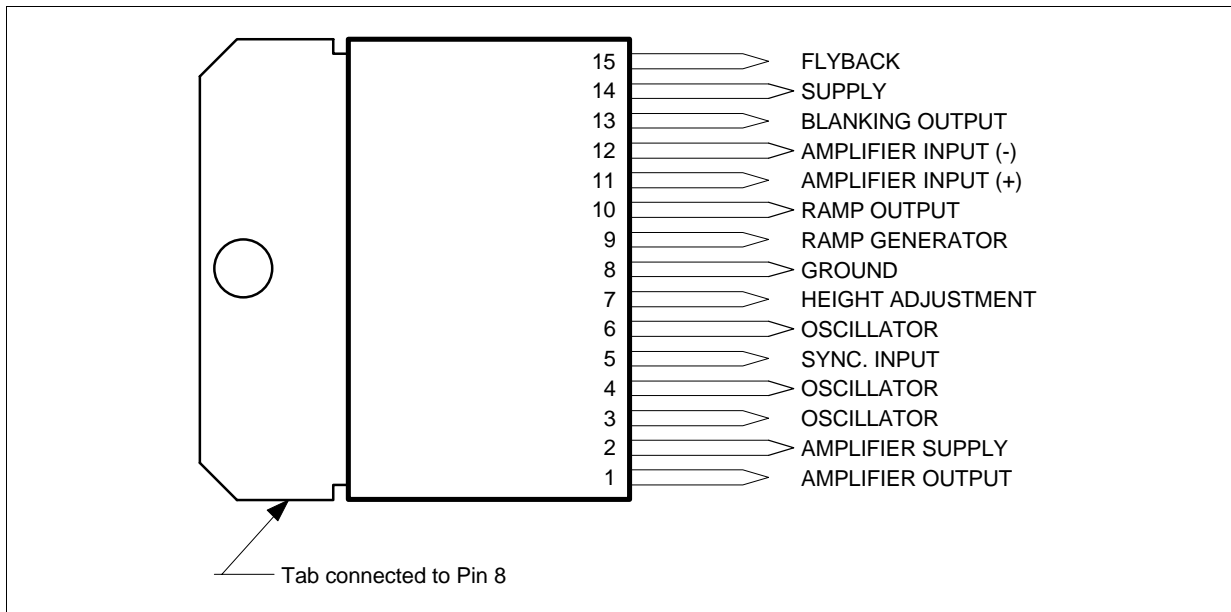 15 FLYBACK
14 SUPPLY
13 BLANKING OUTPUT
12 AMPLIFIER INPUT (-)
11 AMPLIFIER INPUT (+)
10 RAMP OUTPUT
9 RAMP GENERATOR
8 GROUND
7 HEIGHT ADJUSTMENT
6 OSCILLATOR
5 SYNC. INPUT
4 OSCILLATOR
3 OSCILLATOR
2 AMPLIFIER SUPPLY
1 AMPLIFIER OUTPUT
Tab connected to Pin 8